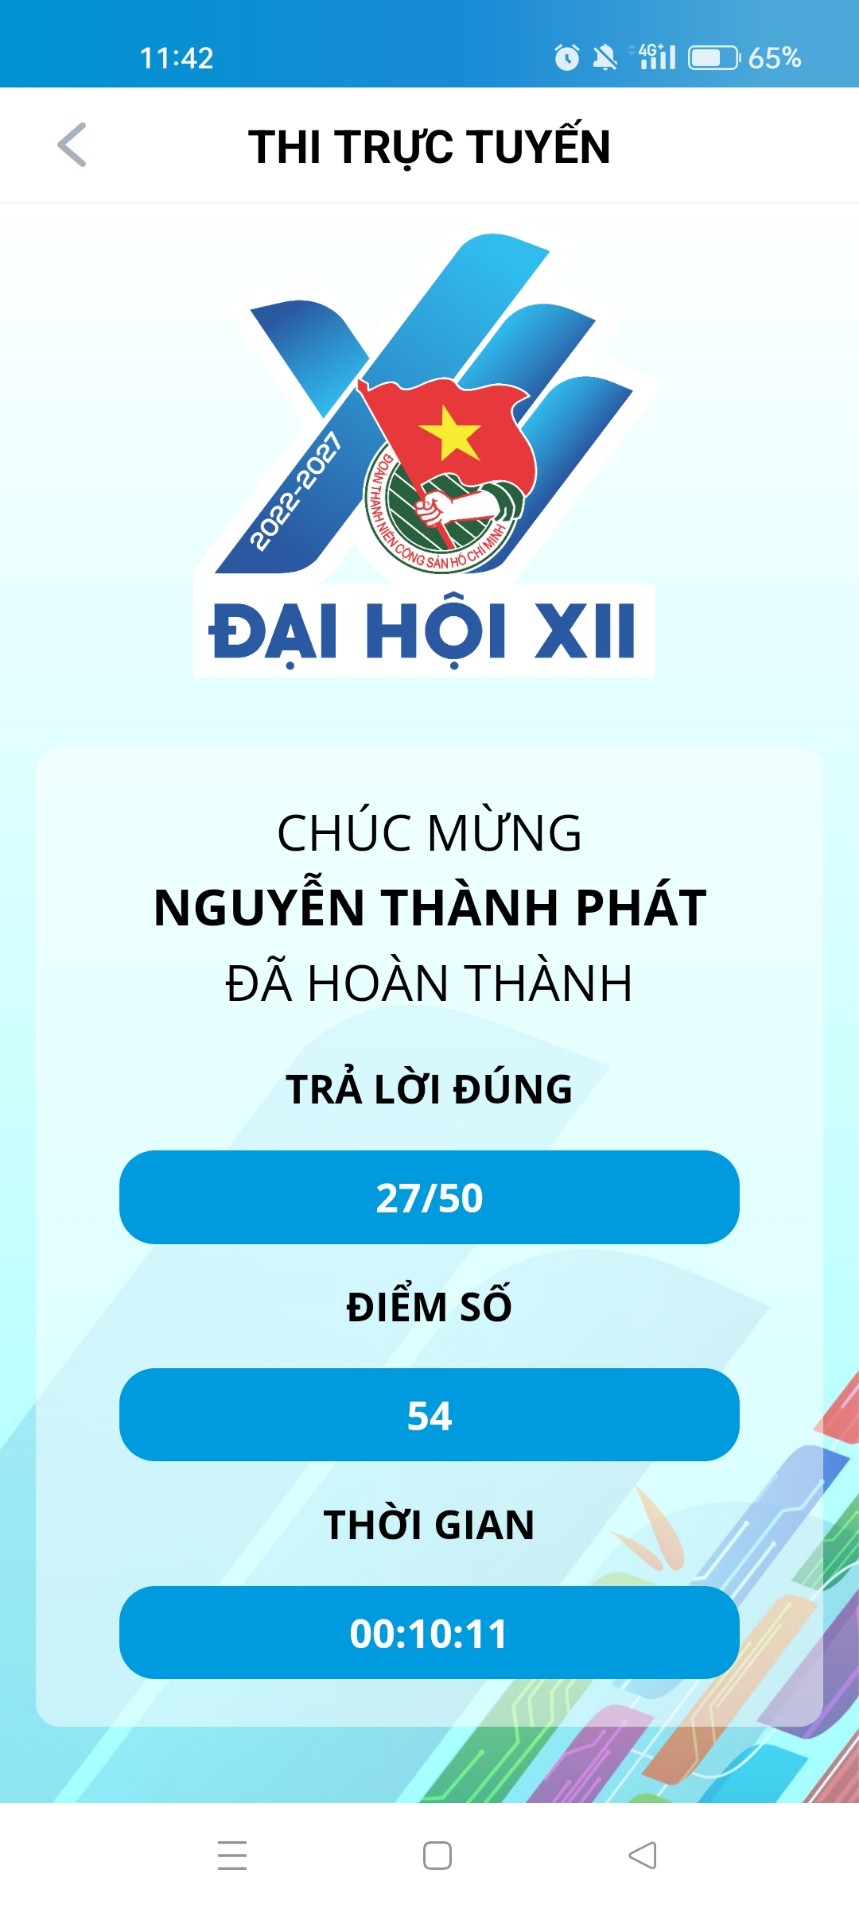 11:42
4G+
65%
THI TRỰC TUYẾN
2022-2027
ĐOÀN THANH NIÊN CỘNG SẢN HỒ CHÍ MINH
ĐẠI HỘI XII
CHÚC MỪNG
NGUYỄN THÀNH PHÁT
ĐÃ HOÀN THÀNH
TRẢ LỜI ĐÚNG
27/50
ĐIỂM SỐ
54
THỜI GIAN
00:10:11